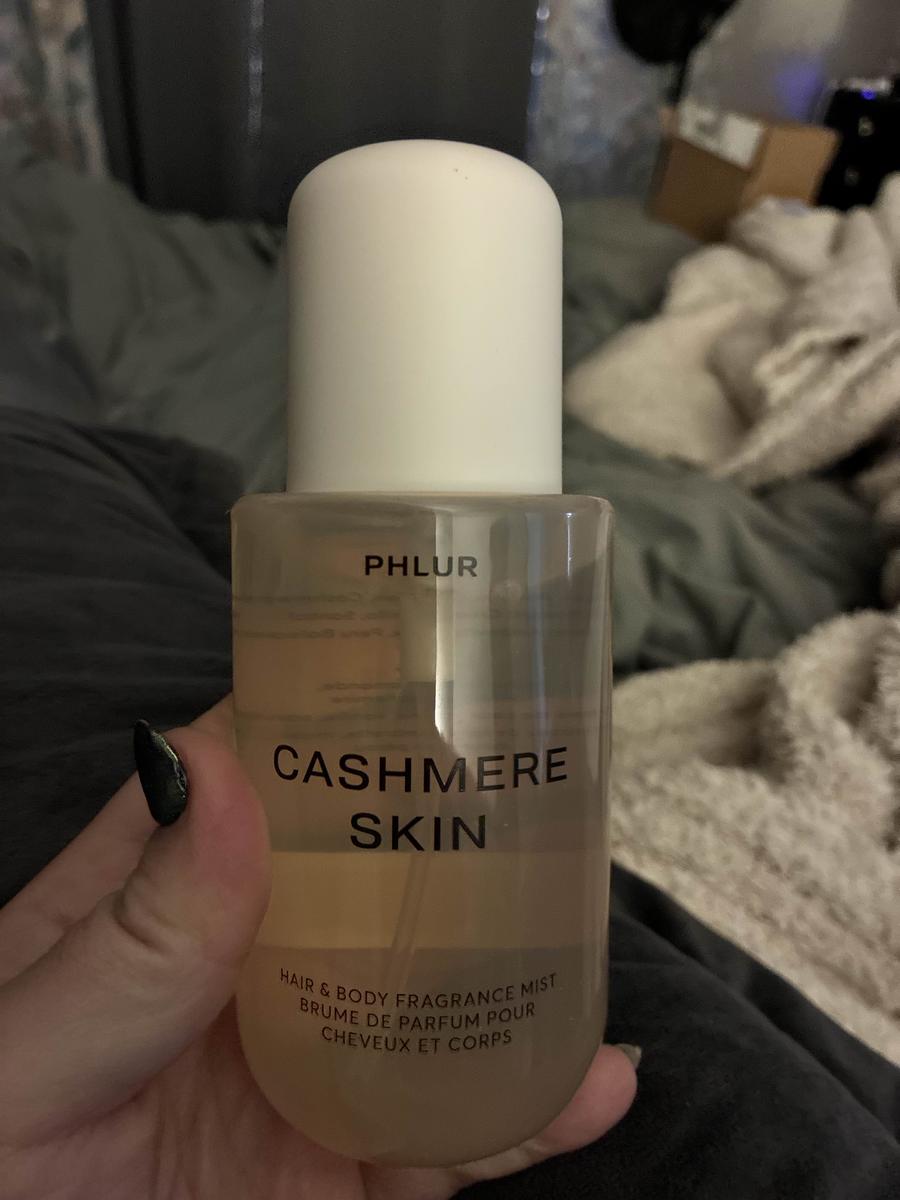 PHLUR
CASHMERE
SKIN
HAIR & BODY FRAGRANCE MIST
BRUME DE PARFUM POUR
CHEVEUX ET CORPS